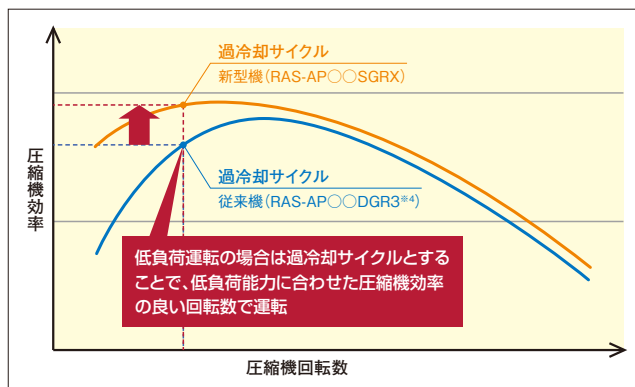 過冷却サイクル
新型機（RAS-AP○○SGRX）
過冷却サイクル
従来機（RAS-AP○○DGR3※4）
圧縮機効率
低負荷運転の場合は過冷却サイクルとする
ことで、低負荷能力に合わせた圧縮機効率
の良い回転数で運転
圧縮機回転数